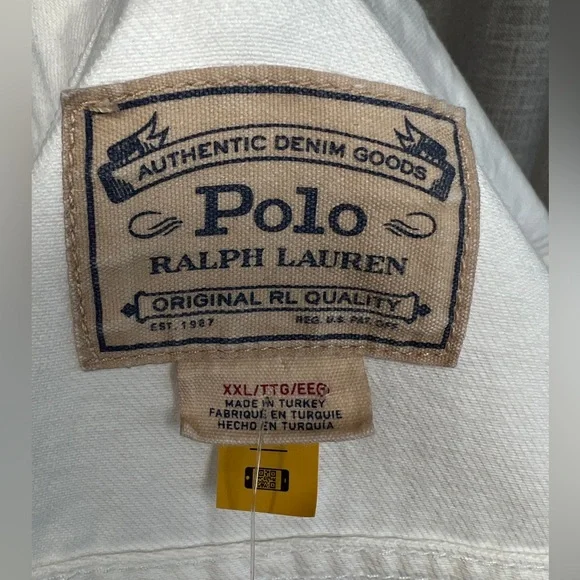 AUTHENTIC DENIM GOODS
Polo
RALPH LAUREN
ORIGINAL RL QUALITY
EST. 1967 REG. U.S. PAT. OFF.
XXL/TTG/EEG
MADE IN TURKEY
FABRIQUE EN TURQUIE
HECHO EN TURQUÍA